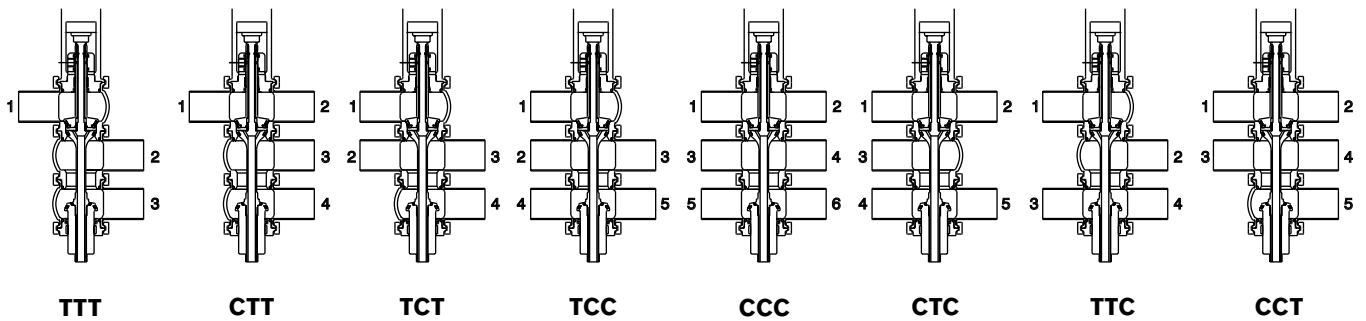 1 1 2 1 1 1 2 1 2 1 1 2
2 3 2 3 2 3 3 4 3 2 3 4
3 4 4 4 5 5 6 4 5 3 4 5
TTT CTT TCT TCC CCC CTC TTC CCT